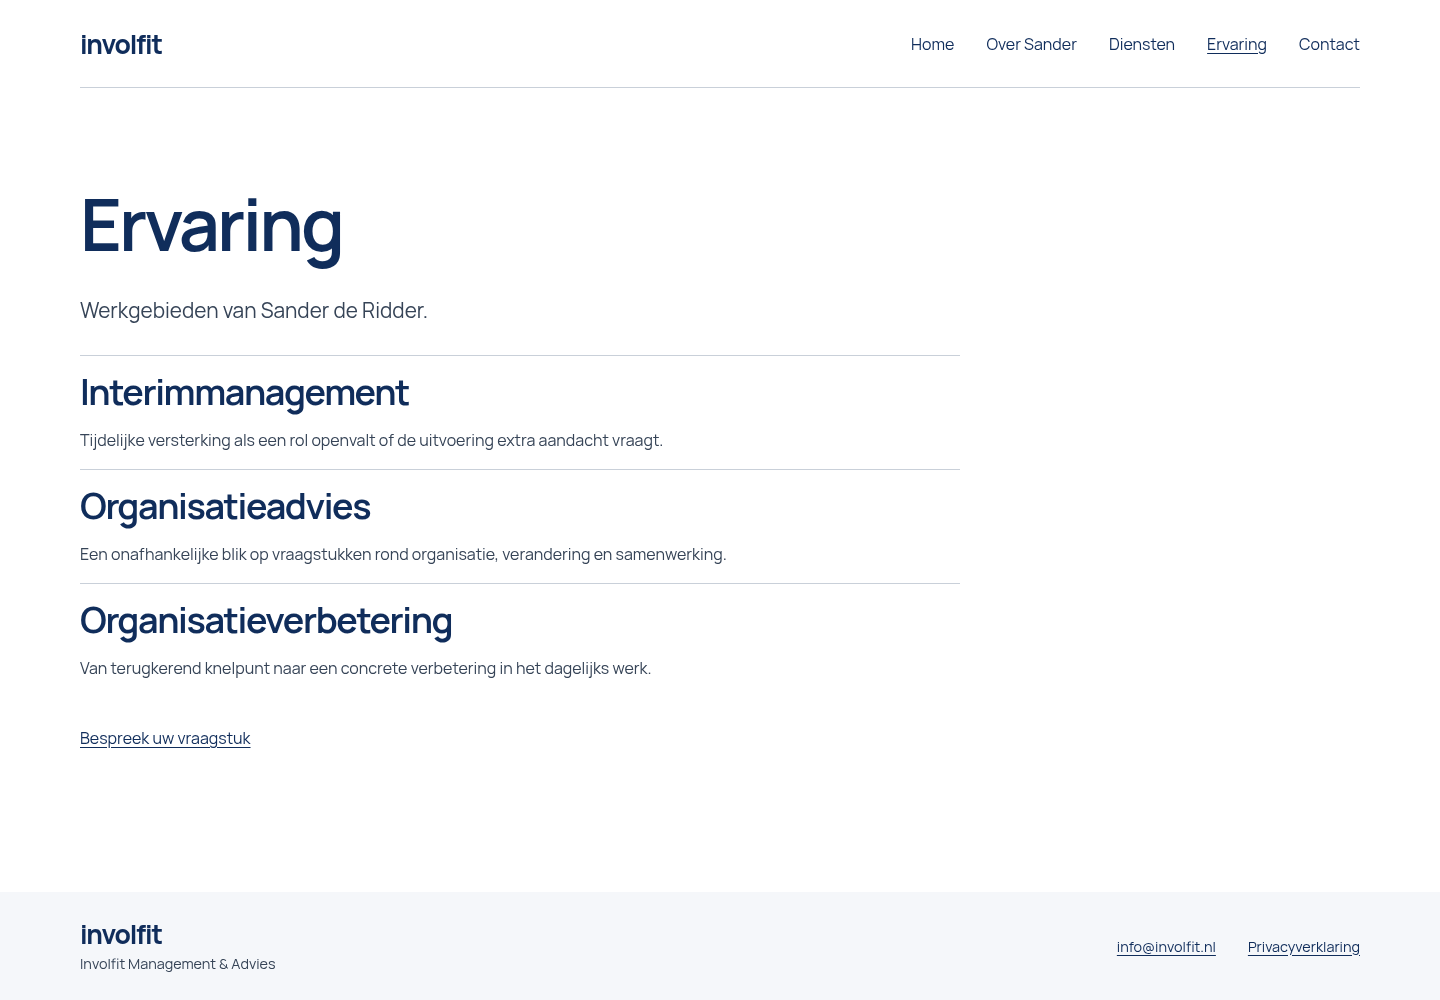 involfit
Home Over Sander Diensten Ervaring Contact
Ervaring
Werkgebieden van Sander de Ridder.
Interimmanagement
Tijdelijke versterking als een rol openvalt of de uitvoering extra aandacht vraagt.
Organisatieadvies
Een onafhankelijke blik op vraagstukken rond organisatie, verandering en samenwerking.
Organisatieverbetering
Van terugkerend knelpunt naar een concrete verbetering in het dagelijks werk.
Bespreek uw vraagstuk
involfit
Involfit Management & Advies
info@involfit.nl Privacyverklaring